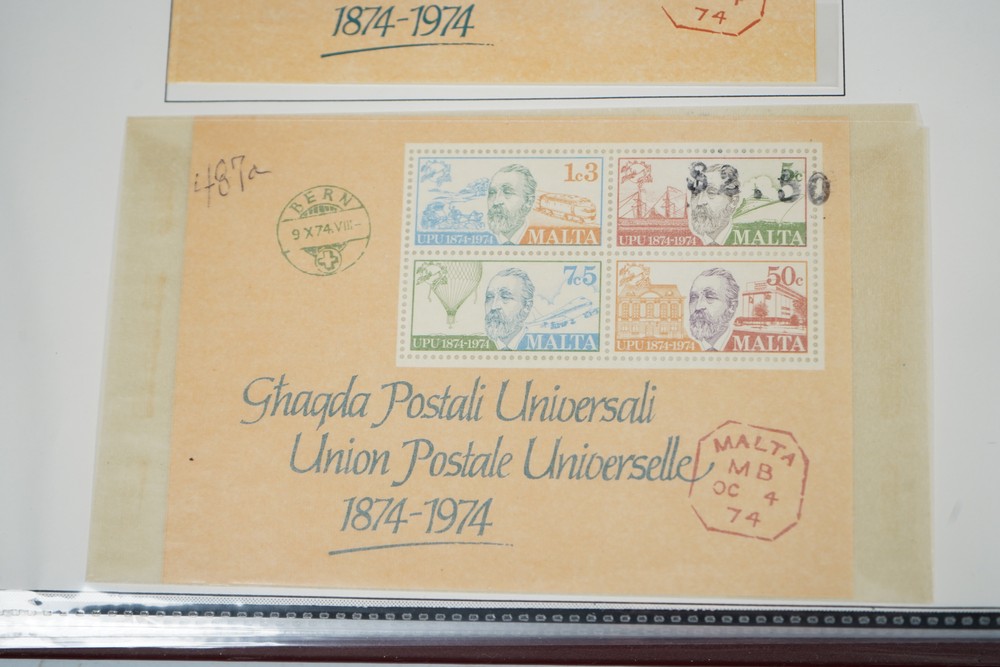 1874-1974
74
487a
BERN
9 X 74.VIII-
1c3
UPU 1874-1974 MALTA
5c
$2.50
UPU 1874-1974 MALTA
7c5
UPU 1874-1974 MALTA
50c
UPU 1874-1974 MALTA
Għaqda Postali Universali
Union Postale Universelle
1874-1974
MALTA
MB
OC 4
74